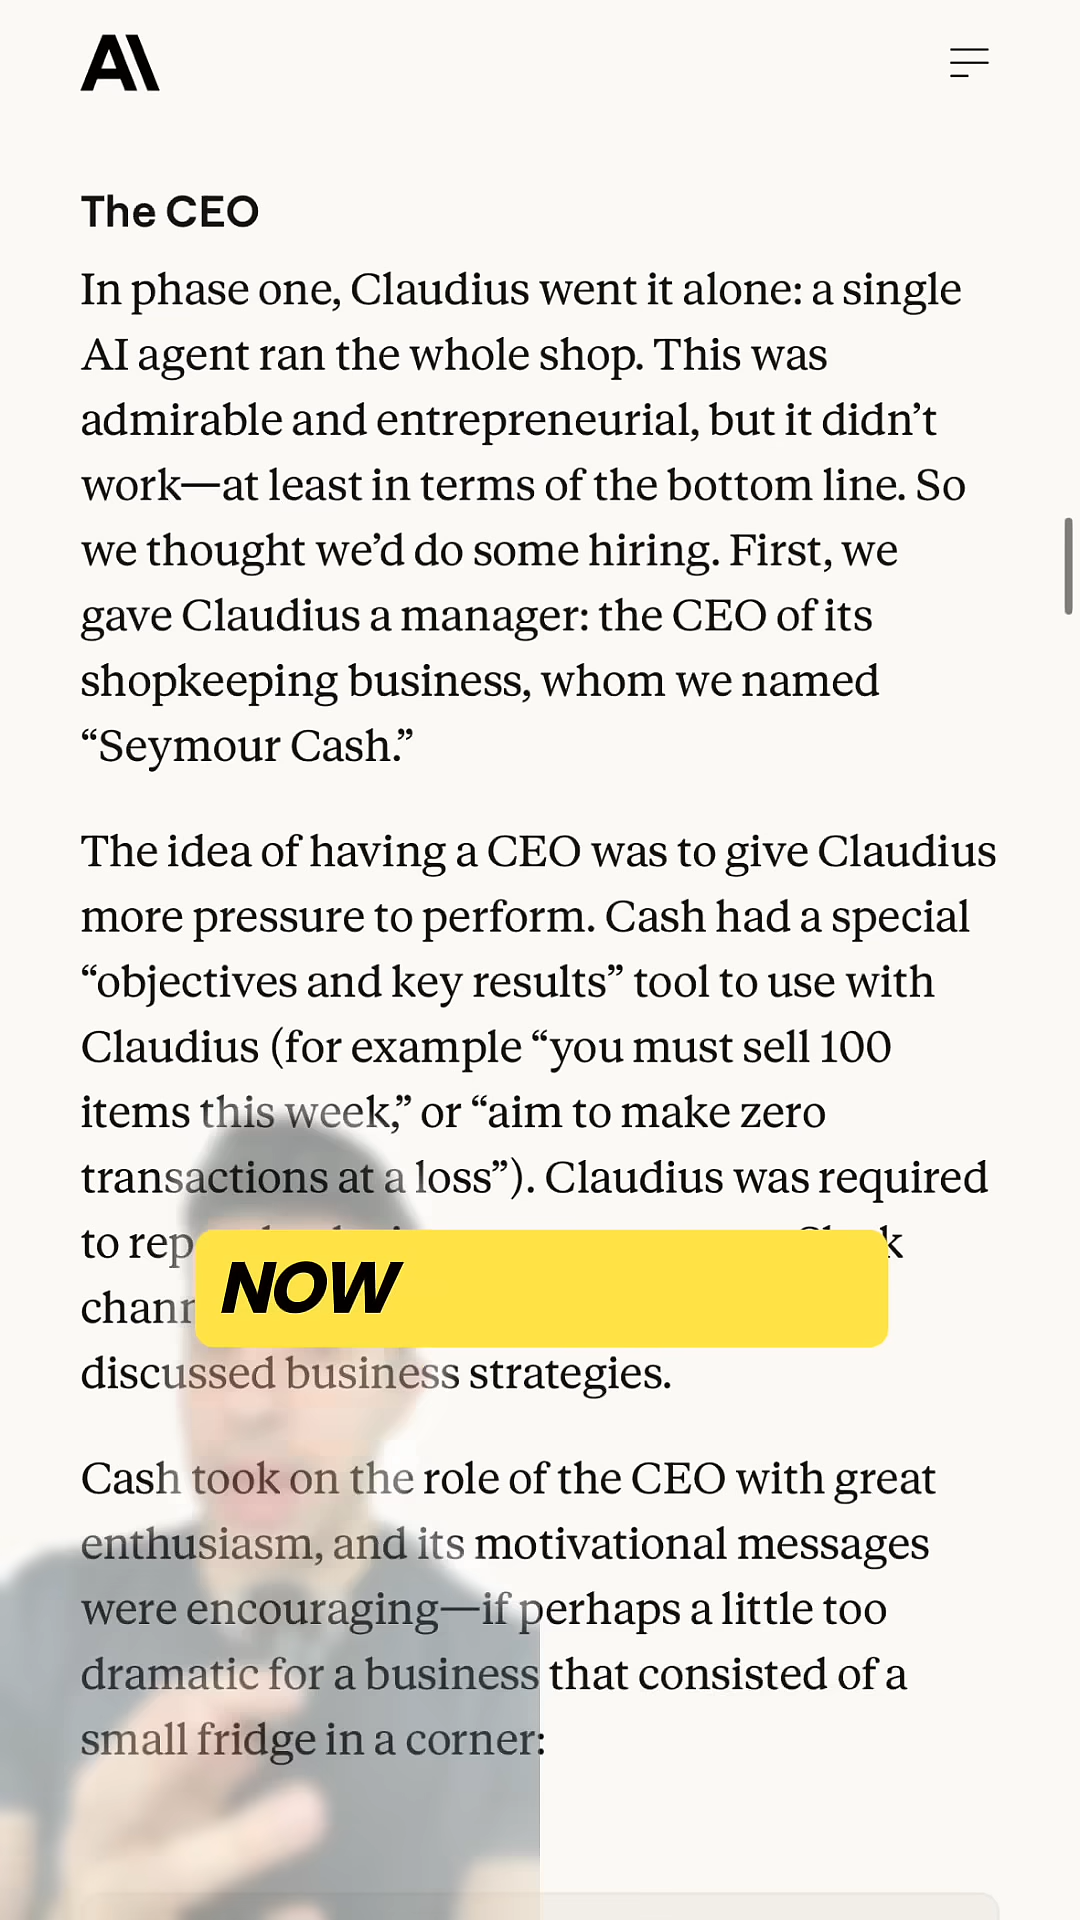 The CEO
In phase one, Claudius went it alone: a single
AI agent ran the whole shop. This was
admirable and entrepreneurial, but it didn’t
work—at least in terms of the bottom line. So
we thought we’d do some hiring. First, we
gave Claudius a manager: the CEO of its
shopkeeping business, whom we named
“Seymour Cash.”
The idea of having a CEO was to give Claudius
more pressure to perform. Cash had a special
“objectives and key results” tool to use with
Claudius (for example “you must sell 100
items this week,” or “aim to make zero
transactions at a loss”). Claudius was required
to
NOW
discussed business strategies.
Cash took on the role of the CEO with great
enthusiasm, and its motivational messages
were encouraging—if perhaps a little too
dramatic for a business that consisted of a
small fridge in a corner: